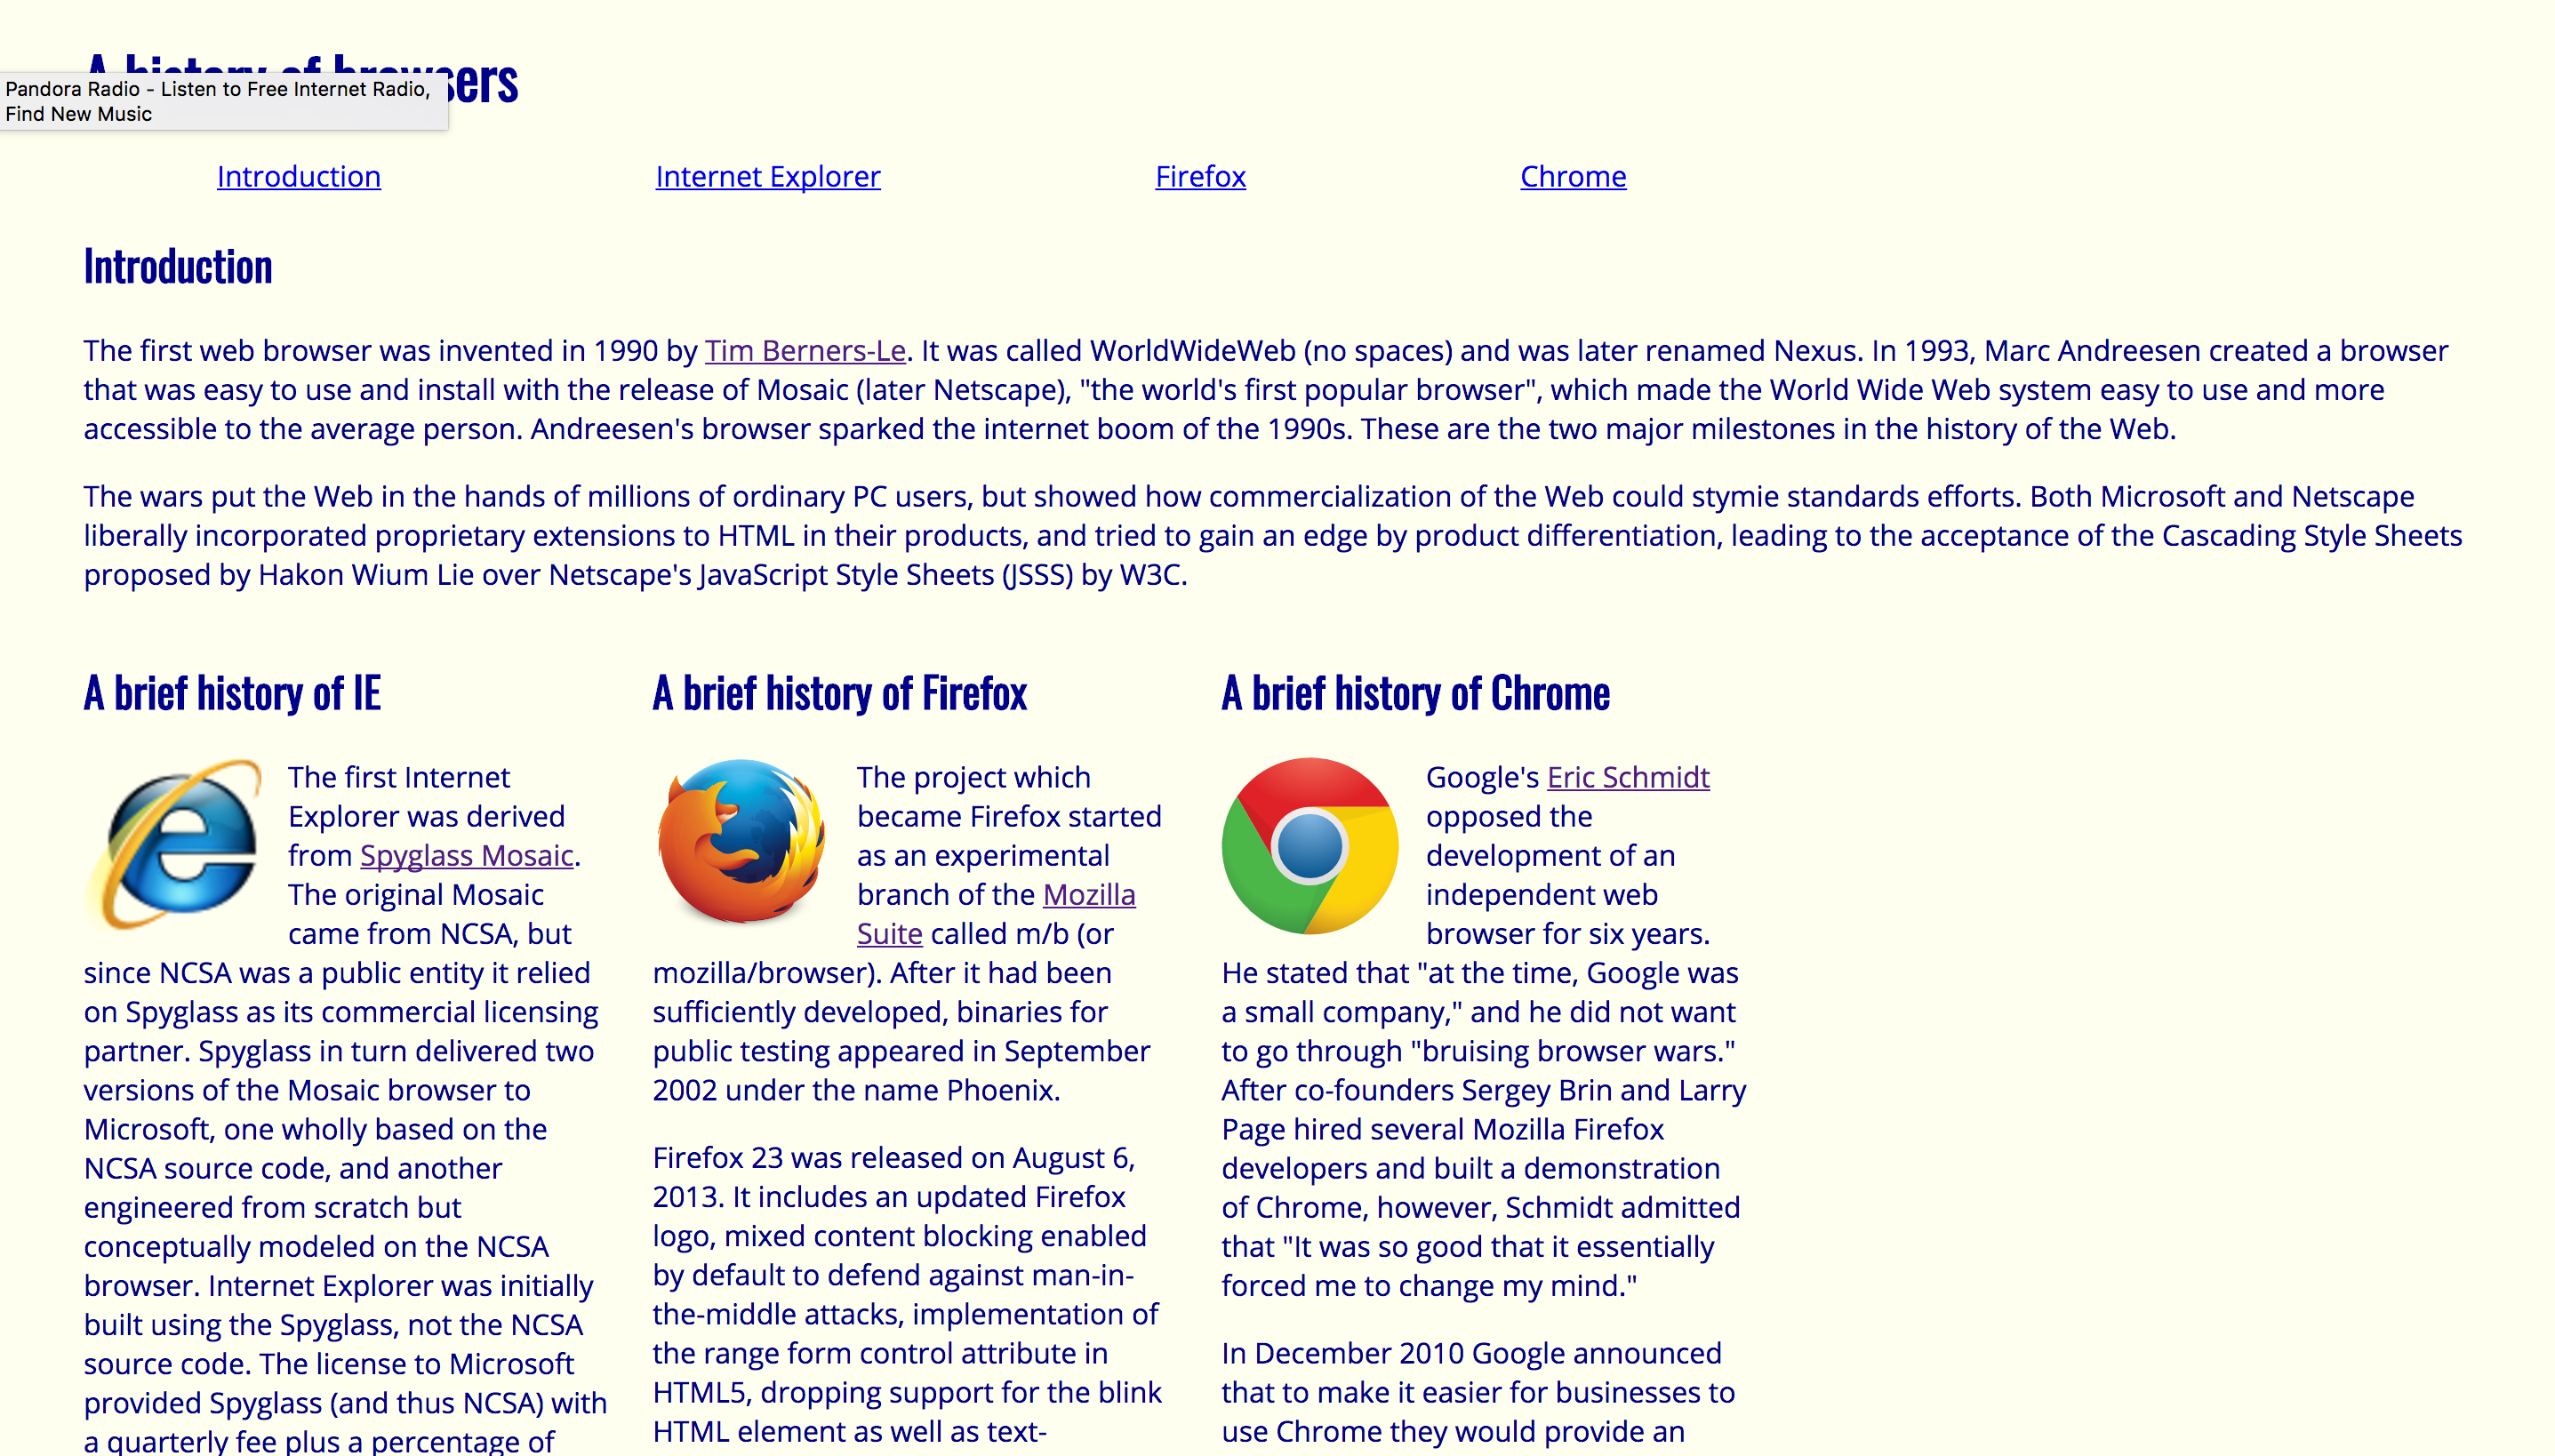 A history of browsers
Pandora Radio - Listen to Free Internet Radio,
Find New Music
Introduction
Internet Explorer
Firefox
Chrome
Introduction
The first web browser was invented in 1990 by Tim Berners-Le. It was called WorldWideWeb (no spaces) and was later renamed Nexus. In 1993, Marc Andreesen created a browser
that was easy to use and install with the release of Mosaic (later Netscape), "the world's first popular browser", which made the World Wide Web system easy to use and more
accessible to the average person. Andreesen's browser sparked the internet boom of the 1990s. These are the two major milestones in the history of the Web.
The wars put the Web in the hands of millions of ordinary PC users, but showed how commercialization of the Web could stymie standards efforts. Both Microsoft and Netscape
liberally incorporated proprietary extensions to HTML in their products, and tried to gain an edge by product differentiation, leading to the acceptance of the Cascading Style Sheets
proposed by Hakon Wium Lie over Netscape's JavaScript Style Sheets (JSSS) by W3C.
A brief history of IE
The first Internet
Explorer was derived
from Spyglass Mosaic.
The original Mosaic
came from NCSA, but
since NCSA was a public entity it relied
on Spyglass as its commercial licensing
partner. Spyglass in turn delivered two
versions of the Mosaic browser to
Microsoft, one wholly based on the
NCSA source code, and another
engineered from scratch but
conceptually modeled on the NCSA
browser. Internet Explorer was initially
built using the Spyglass, not the NCSA
source code. The license to Microsoft
provided Spyglass (and thus NCSA) with
a quarterly fee plus a percentage of
A brief history of Firefox
The project which
became Firefox started
as an experimental
branch of the Mozilla
Suite called m/b (or
mozilla/browser). After it had been
sufficiently developed, binaries for
public testing appeared in September
2002 under the name Phoenix.
Firefox 23 was released on August 6,
2013. It includes an updated Firefox
logo, mixed content blocking enabled
by default to defend against man-in-
the-middle attacks, implementation of
the range form control attribute in
HTML5, dropping support for the blink
HTML element as well as text-
A brief history of Chrome
Google's Eric Schmidt
opposed the
development of an
independent web
browser for six years.
He stated that "at the time, Google was
a small company," and he did not want
to go through "bruising browser wars."
After co-founders Sergey Brin and Larry
Page hired several Mozilla Firefox
developers and built a demonstration
of Chrome, however, Schmidt admitted
that "It was so good that it essentially
forced me to change my mind."
In December 2010 Google announced
that to make it easier for businesses to
use Chrome they would provide an